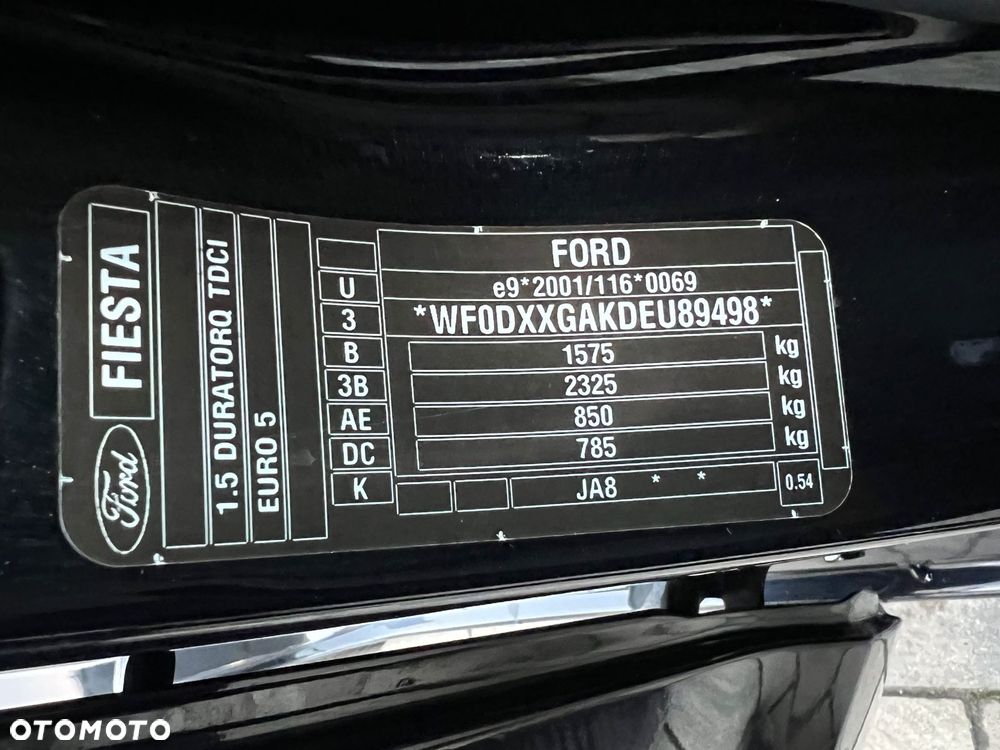 FIESTA
Ford
1.5 DURATORQ TDCI
EURO 5
FORD
U e9*2001/116*0069
3 *WF0DXXGAKDEU89498*
B 1575 kg
3B 2325 kg
AE 850 kg
DC 785 kg
K JA8 * * 0.54
OTOMOTO